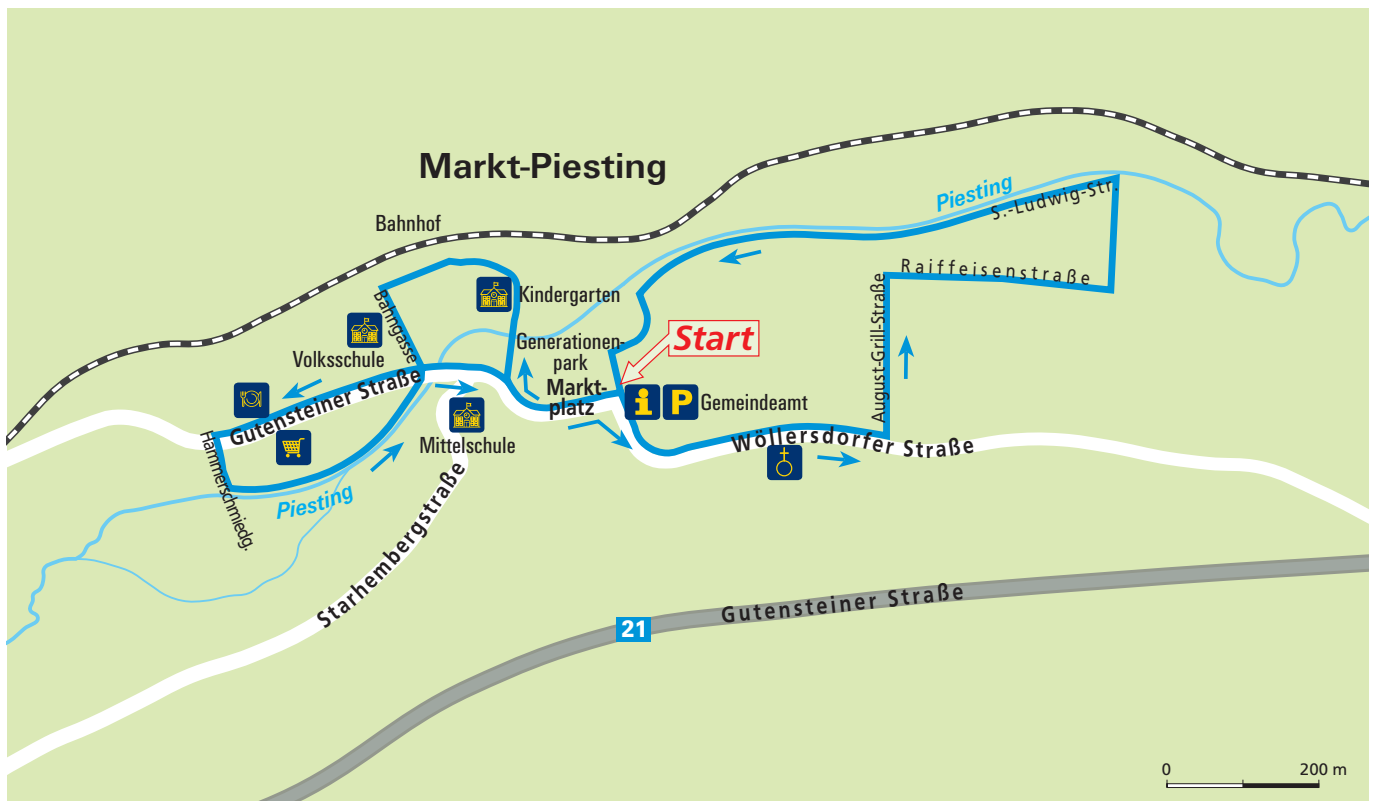 Markt-Piesting
Piesting
S.-Ludwig-Str.
Bahnhof
Raiffeisenstraße
Kindergarten
Bahngasse
August-Grill-Straße
Start
Generationen-
park
Volksschule
Markt-
platz
i P Gemeindeamt
Gutensteiner Straße
Hammerschmiedg.
Mittelschule
Wöllersdorfer Straße
Piesting
Starhembergstraße
Gutensteiner Straße
21
0 200 m